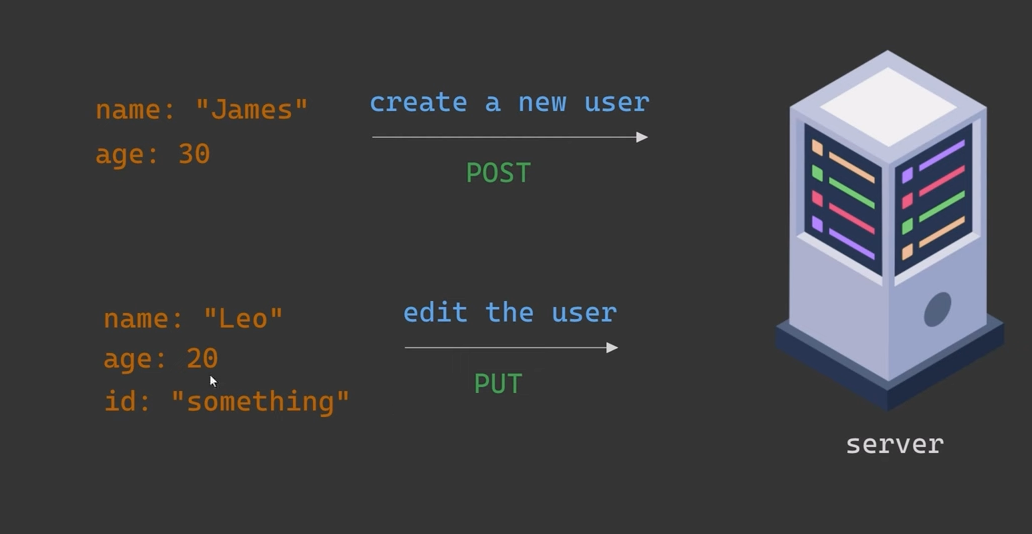 name: "James"
age: 30
create a new user
POST
name: "Leo"
age: 20
id: "something"
edit the user
PUT
server